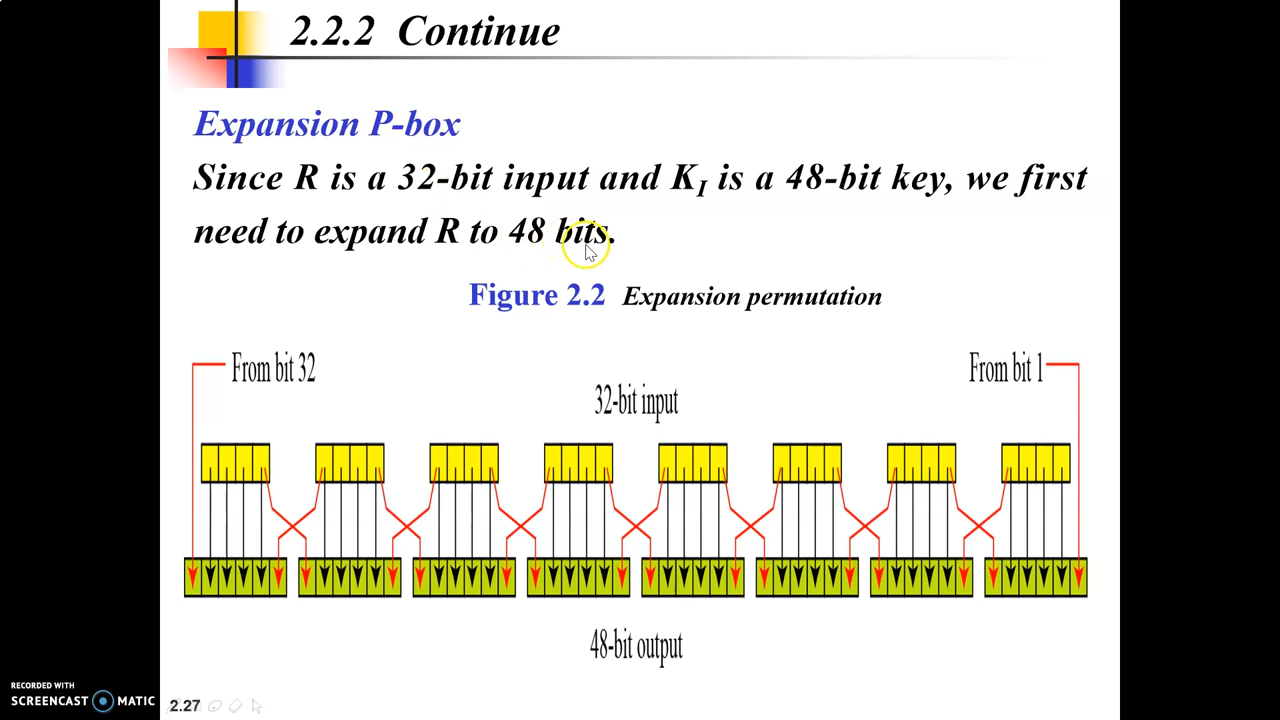 2.2.2 Continue
Expansion P-box
Since R is a 32-bit input and KI is a 48-bit key, we first
need to expand R to 48 bits.
Figure 2.2 Expansion permutation
From bit 32
From bit 1
32-bit input
48-bit output
RECORDED WITH
SCREENCAST MATIC
2.27